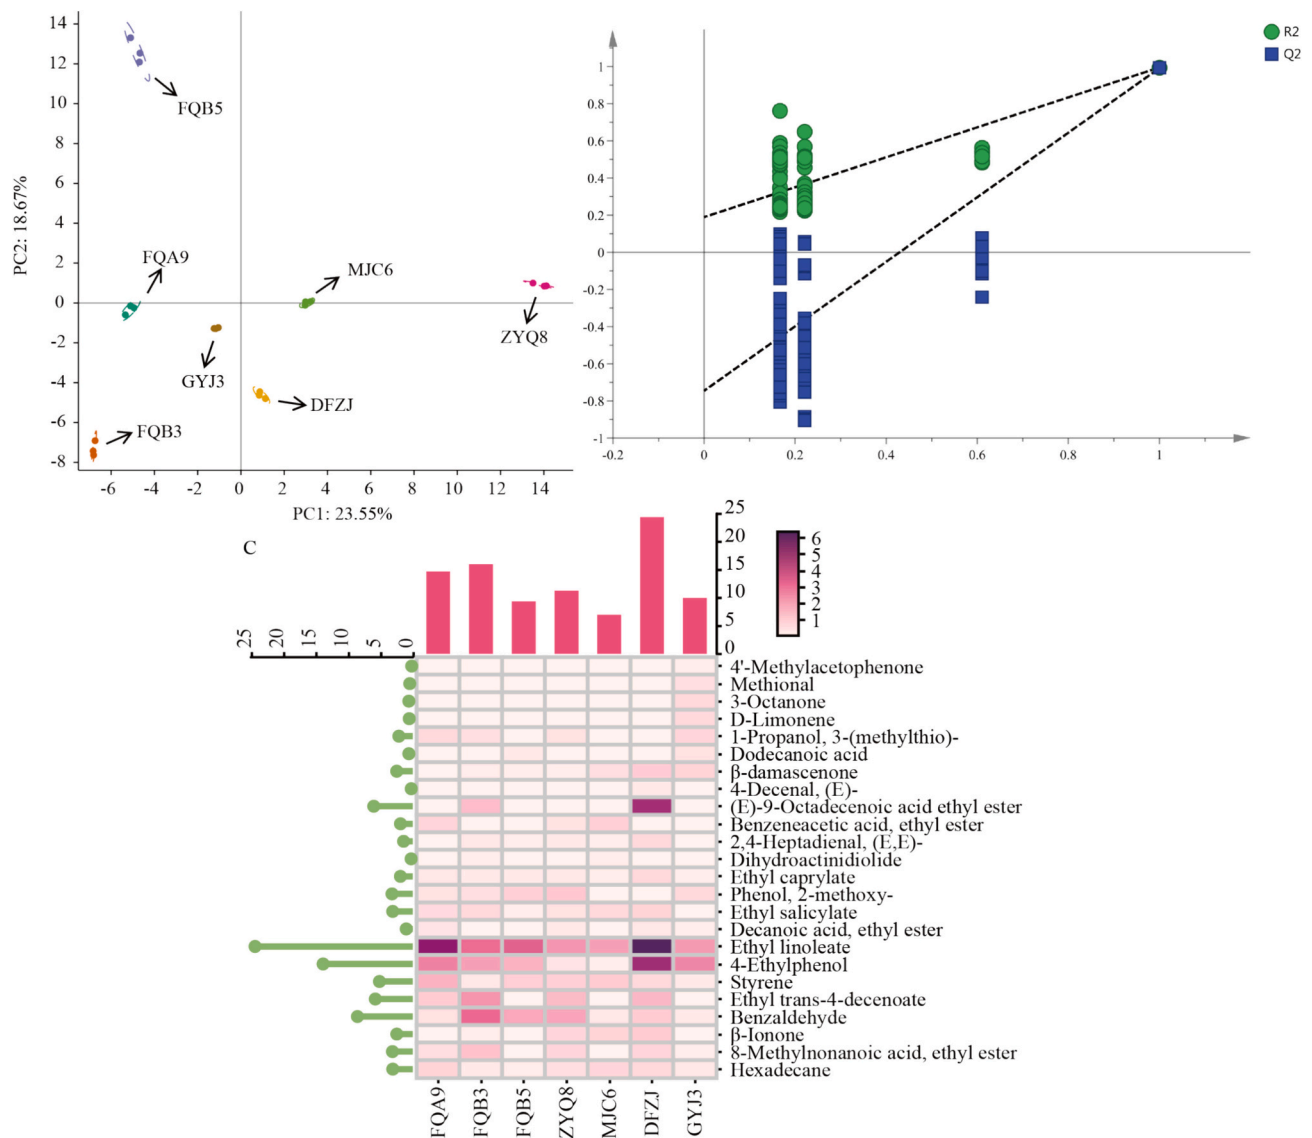 14
12
10
8
6
4
2
0
-2
-4
-6
-8
PC2: 18.67%
FQB5
FQA9
MJC6
ZYQ8
GYJ3
DFZJ
FQB3
-6 -4 -2 0 2 4 6 8 10 12 14
PC1: 23.55%
R2
Q2
1
0.8
0.6
0.4
0.2
0
-0.2
-0.4
-0.6
-0.8
-1
-0.2 0 0.2 0.4 0.6 0.8 1
C
25
20
15
10
5
0
6
5
4
3
2
1
25 20 15 10 5 0
4'-Methylacetophenone
Methional
3-Octanone
D-Limonene
1-Propanol, 3-(methylthio)-
Dodecanoic acid
β-damascenone
4-Decenal, (E)-
(E)-9-Octadecenoic acid ethyl ester
Benzeneacetic acid, ethyl ester
2,4-Heptadienal, (E,E)-
Dihydroactinidiolide
Ethyl caprylate
Phenol, 2-methoxy-
Ethyl salicylate
Decanoic acid, ethyl ester
Ethyl linoleate
4-Ethylphenol
Styrene
Ethyl trans-4-decenoate
Benzaldehyde
β-Ionone
8-Methylnonanoic acid, ethyl ester
Hexadecane
FQA9 FQB3 FQB5 ZYQ8 MJC6 DFZJ GYJ3